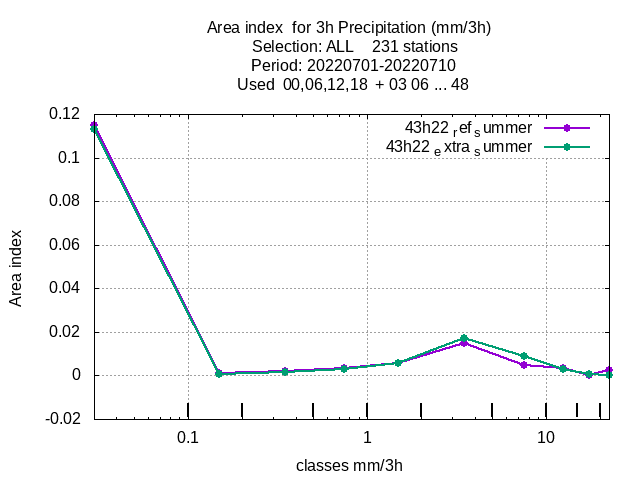 Area index  for 3h Precipitation (mm/3h)
Selection: ALL    231 stations
Period: 20220701-20220710
Used  00,06,12,18  + 03 06 ... 48
43h22 ref summer
43h22 extra summer
0.12
0.1
0.08
0.06
0.04
0.02
0
-0.02
Area index
0.1 1 10
classes mm/3h